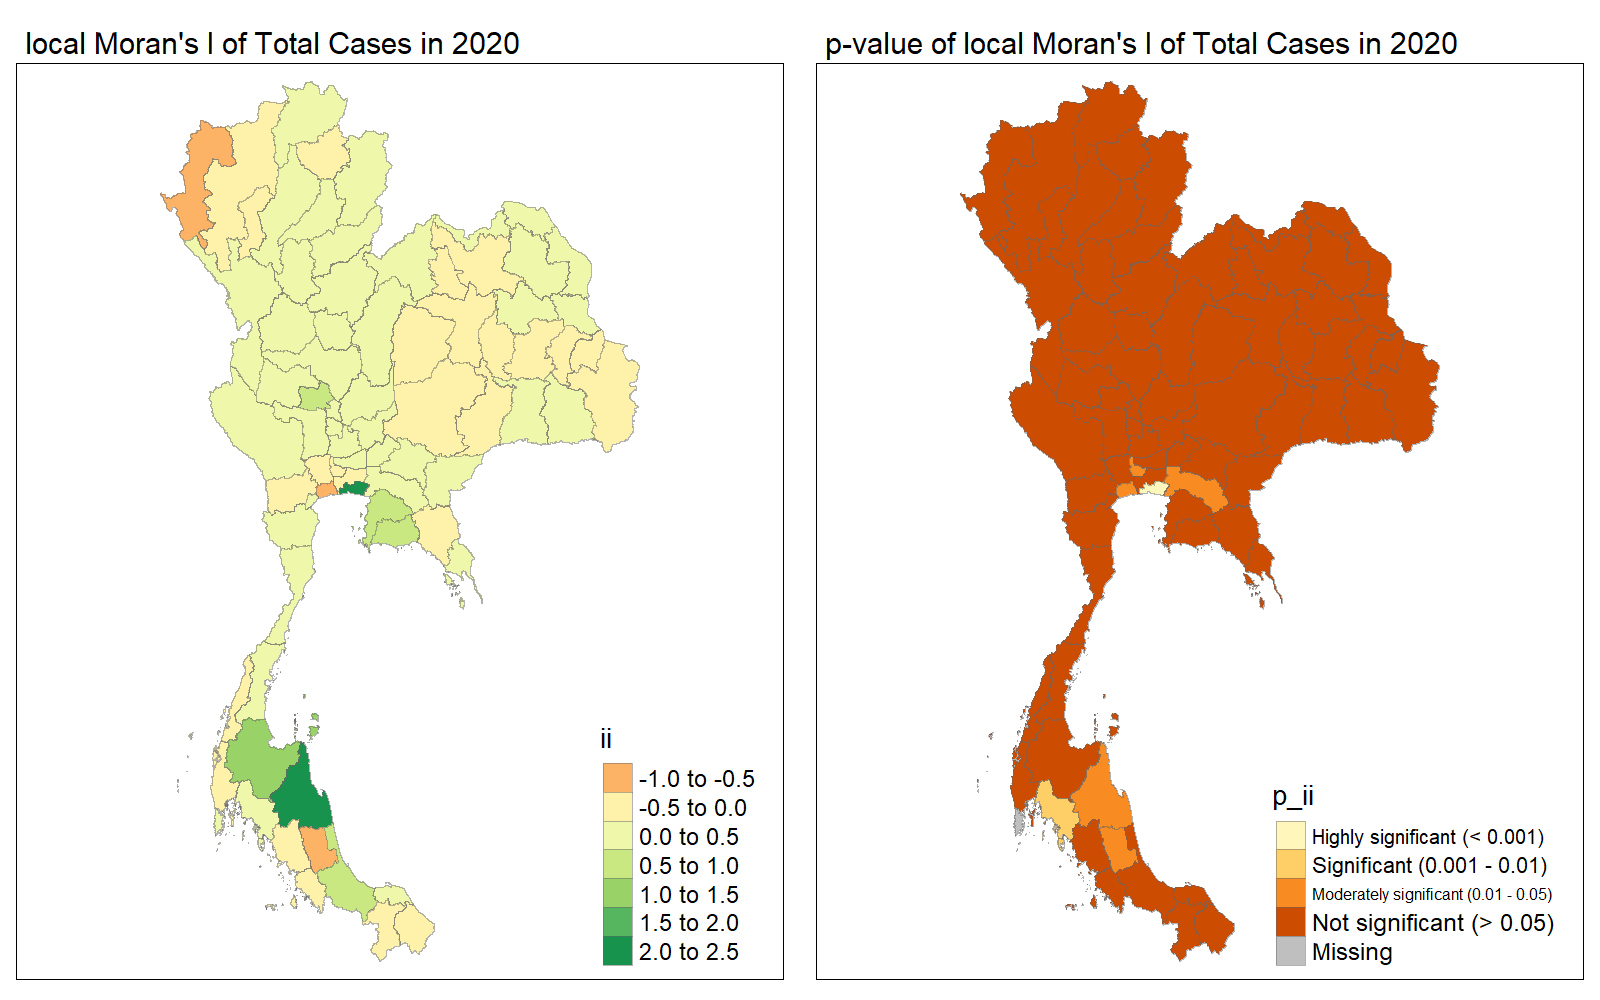 local Moran's I of Total Cases in 2020
ii
-1.0 to -0.5
-0.5 to 0.0
0.0 to 0.5
0.5 to 1.0
1.0 to 1.5
1.5 to 2.0
2.0 to 2.5
p-value of local Moran's I of Total Cases in 2020
p_ii
Highly significant (< 0.001)
Significant (0.001 - 0.01)
Moderately significant (0.01 - 0.05)
Not significant (> 0.05)
Missing